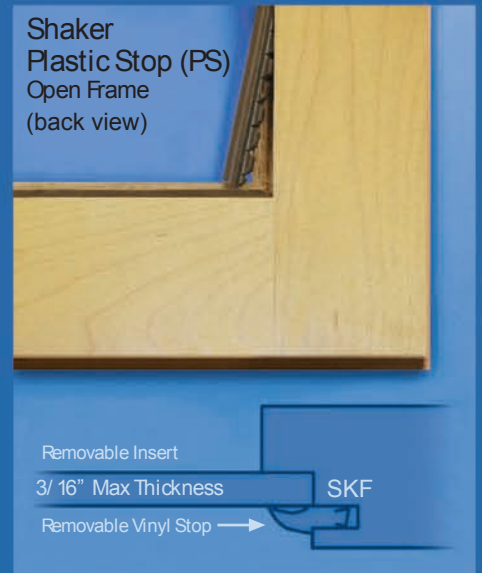 Shaker
Plastic Stop (PS)
Open Frame
(back view)
Removable Insert
3/16” Max Thickness
SKF
Removable Vinyl Stop